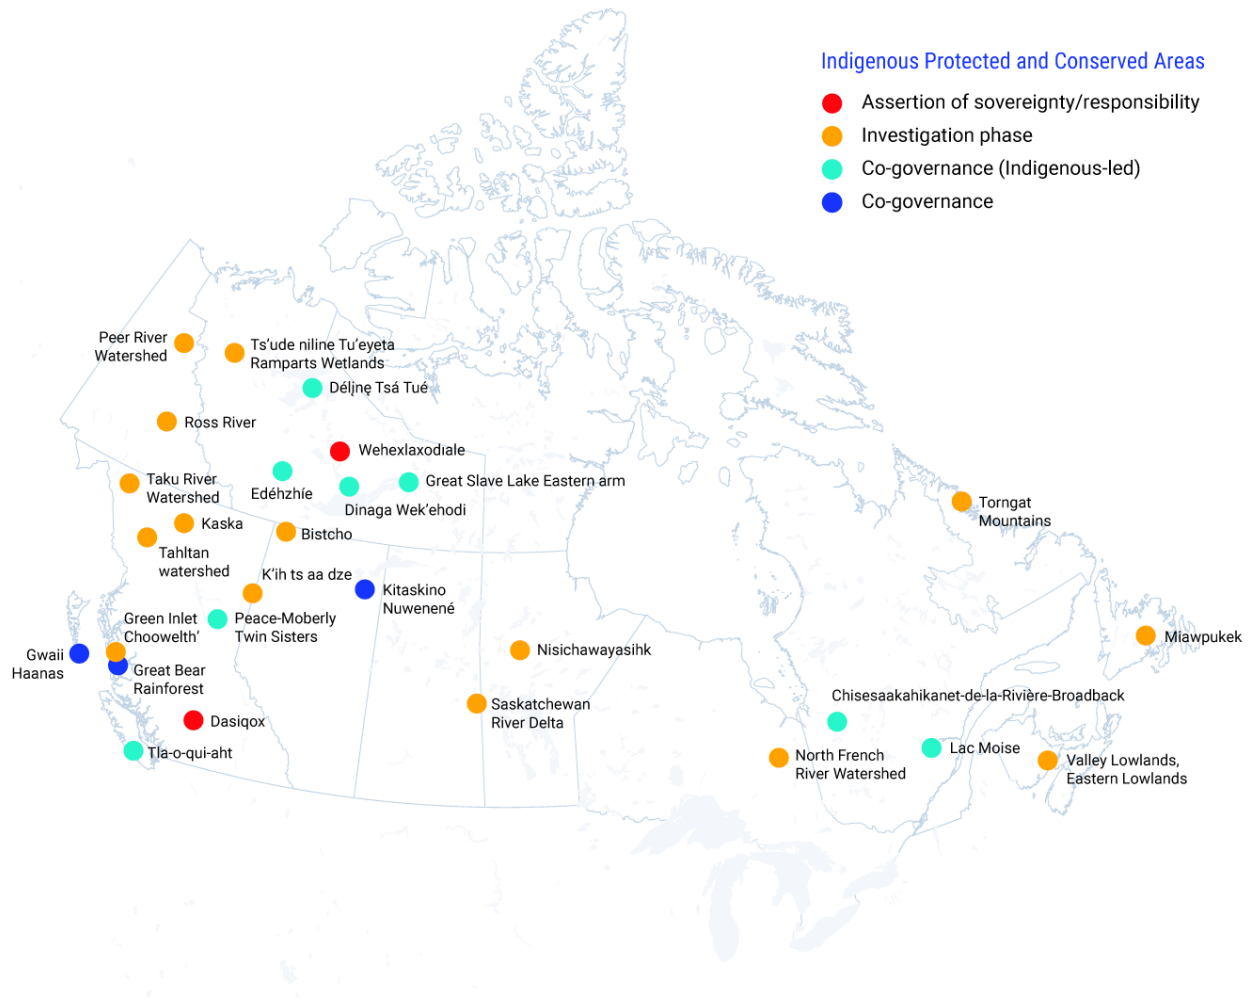 Indigenous Protected and Conserved Areas
Assertion of sovereignty/responsibility
Investigation phase
Co-governance (Indigenous-led)
Co-governance
Peer River
Watershed
Ts'ude niline Tu'eyeta
Ramparts Wetlands
Délįnę Tsá Tué
Ross River
Wehexlaxodıale
Edéhzhíe
Great Slave Lake Eastern arm
Dinaga Wek'ehodi
Taku River
Watershed
Kaska
Bistcho
Tahltan
watershed
K'ih ts aa dze
Kitaskino
Nuwenené
Green Inlet
Choowelth'
Peace-Moberly
Twin Sisters
Gwaii
Haanas
Great Bear
Rainforest
Dasiqox
Tla-o-qui-aht
Nisichawayasihk
Saskatchewan
River Delta
Torngat
Mountains
Miawpukek
Chisesaakahikanet-de-la-Rivière-Broadback
North French
River Watershed
Lac Moise
Valley Lowlands,
Eastern Lowlands